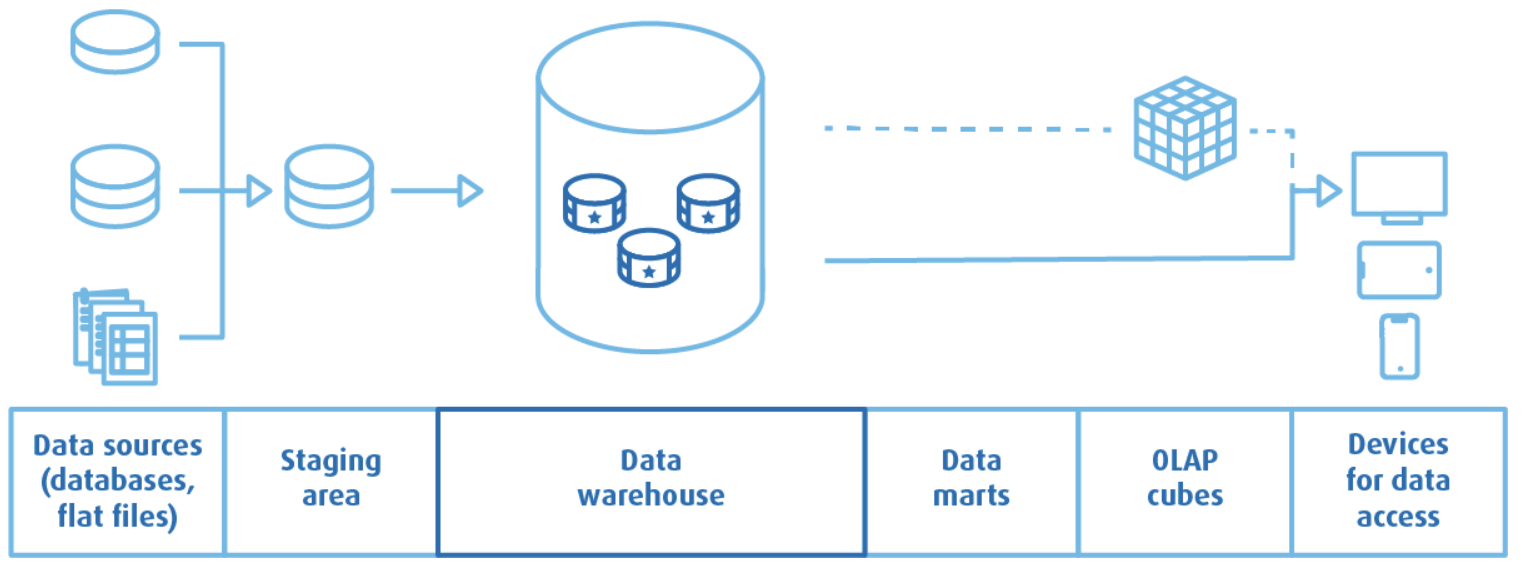 Data sources
(databases,
flat files)
Staging
area
Data
warehouse
Data
marts
OLAP
cubes
Devices
for data
access